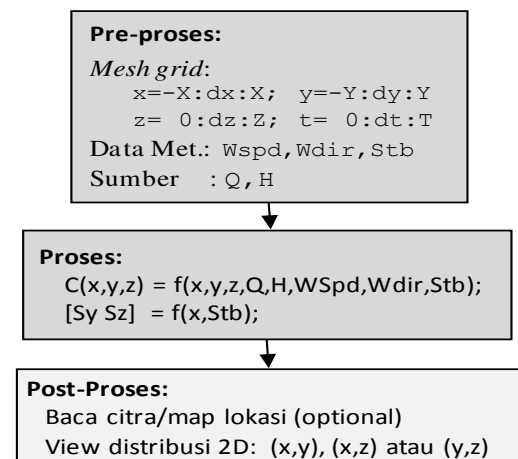 Pre-proses:
Mesh grid:
x=-X:dx:X; y=-Y:dy:Y
z= 0:dz:Z; t= 0:dt:T
Data Met.: Wspd,Wdir,Stb
Sumber : Q,H
Proses:
C(x,y,z) = f(x,y,z,Q,H,WSpd,Wdir,Stb);
[Sy Sz] = f(x,Stb);
Post-Proses:
Baca citra/map lokasi (optional)
View distribusi 2D: (x,y), (x,z) atau (y,z)